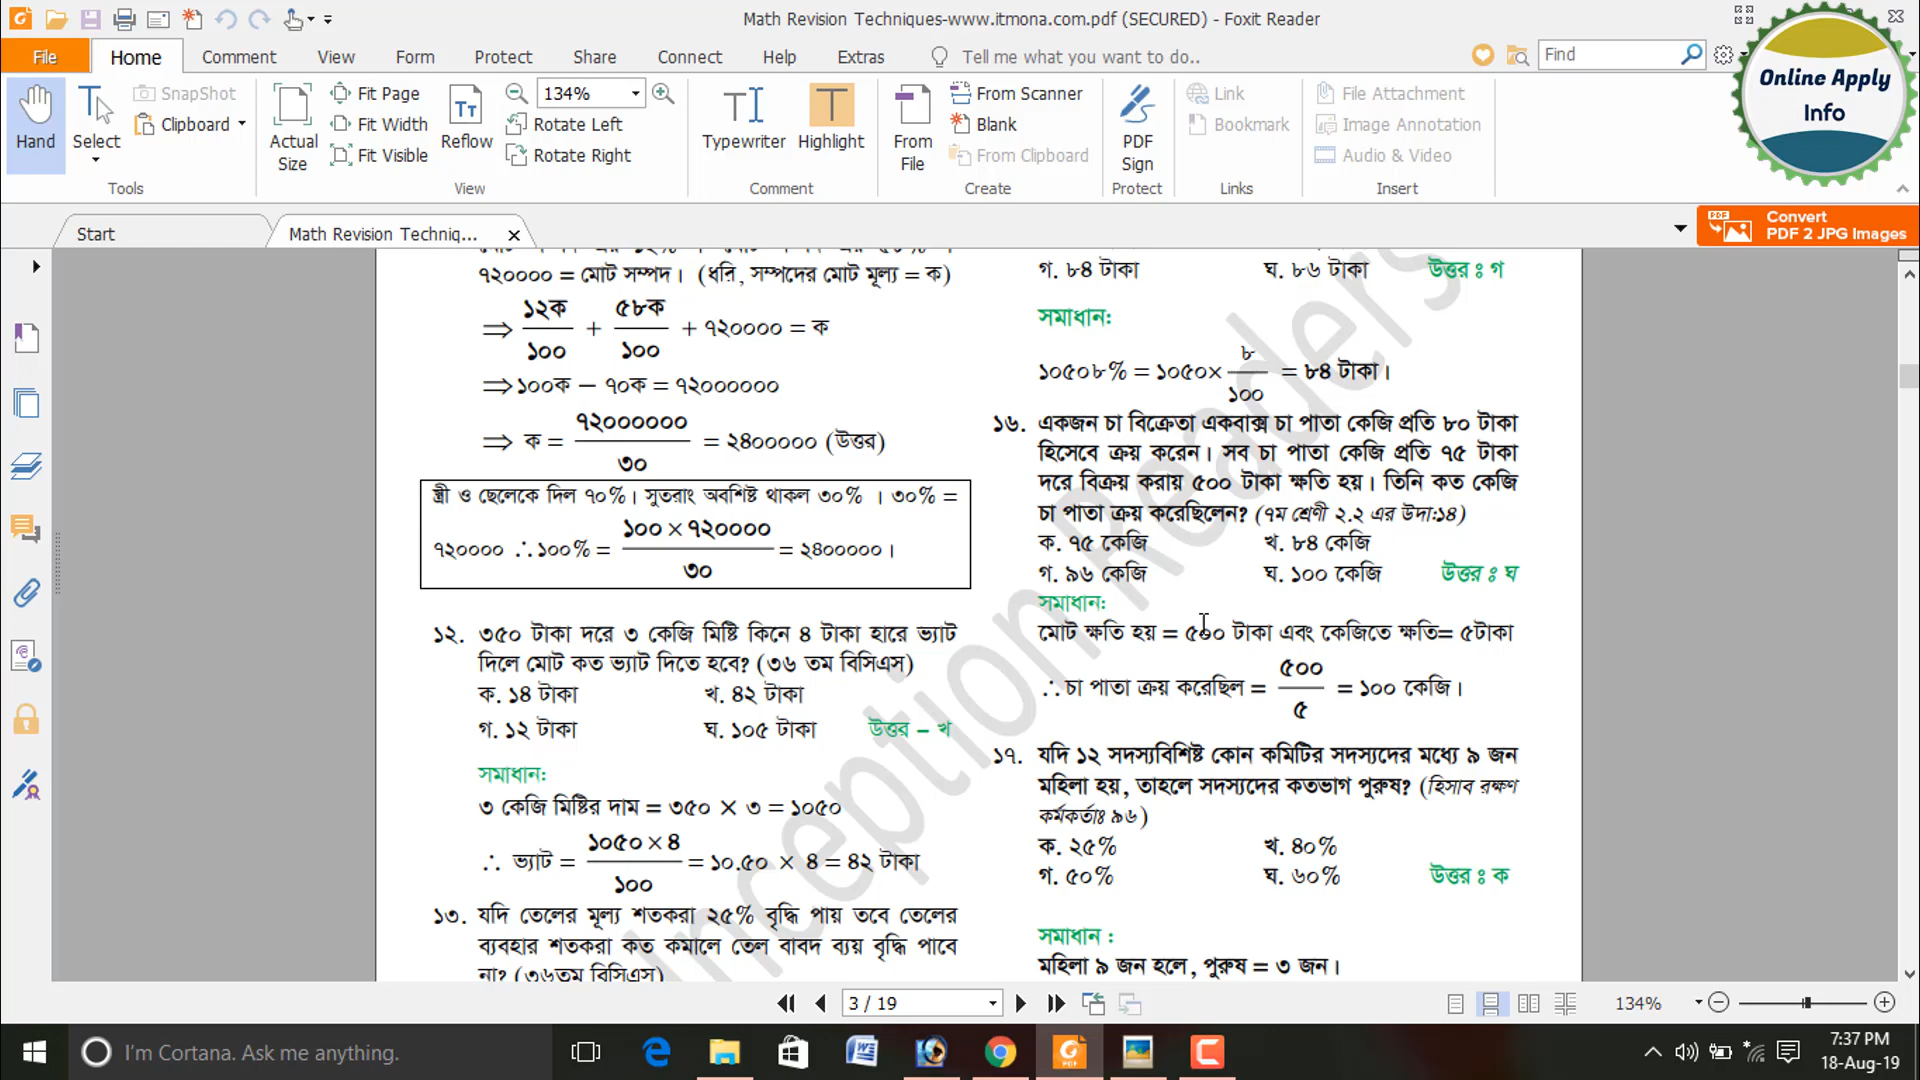 Math Revision Techniques-www.itmona.com.pdf (SECURED) - Foxit Reader
File Home Comment View Form Protect Share Connect Help Extras Tell me what you want to do.. Find
Hand Select SnapShot Clipboard Tools
Actual Size Fit Page Fit Width Fit Visible Reflow 134% Rotate Left Rotate Right View
Typewriter Highlight Comment
From File From Scanner Blank From Clipboard Create
PDF Sign Protect
Link Bookmark Links
File Attachment Image Annotation Audio & Video Insert
Online Apply
Info
Start Math Revision Techniq...
Convert
PDF 2 JPG Images
৭২০০০০ = মোট সম্পদ। (ধরি, সম্পদের মোট মূল্য = ক)
⇒ ১২ক/১০০ + ৫৮ক/১০০ + ৭২০০০০ = ক
⇒ ১০০ক – ৭০ক = ৭২০০০০০০
⇒ ক = ৭২০০০০০০/৩০ = ২৪০০০০০ (উত্তর)
স্ত্রী ও ছেলেকে দিল ৭০%। সুতরাং অবশিষ্ট থাকল ৩০% । ৩০% =
৭২০০০০ ∴১০০% = ১০০ × ৭২০০০০/৩০ = ২৪০০০০০।
১২. ৩৫০ টাকা দরে ৩ কেজি মিষ্টি কিনে ৪ টাকা হারে ভ্যাট
দিলে মোট কত ভ্যাট দিতে হবে? (৩৬ তম বিসিএস)
ক. ১৪ টাকা খ. ৪২ টাকা
গ. ১২ টাকা ঘ. ১০৫ টাকা উত্তর – খ
সমাধান:
৩ কেজি মিষ্টির দাম = ৩৫০ × ৩ = ১০৫০
∴ ভ্যাট = ১০৫০ × ৪/১০০ = ১০.৫০ × ৪ = ৪২ টাকা
১৩. যদি তেলের মূল্য শতকরা ২৫% বৃদ্ধি পায় তবে তেলের
ব্যবহার শতকরা কত কমালে তেল বাবদ ব্যয় বৃদ্ধি পাবে
না? (৩৬তম বিসিএস)
গ. ৮৪ টাকা ঘ. ৮৬ টাকা উত্তর ঃ গ
সমাধান:
১০৫০৮% = ১০৫০× ৮/১০০ = ৮৪ টাকা।
১৬. একজন চা বিক্রেতা একবাক্স চা পাতা কেজি প্রতি ৮০ টাকা
হিসেবে ক্রয় করেন। সব চা পাতা কেজি প্রতি ৭৫ টাকা
দরে বিক্রয় করায় ৫০০ টাকা ক্ষতি হয়। তিনি কত কেজি
চা পাতা ক্রয় করেছিলেন? (৭ম শ্রেণী ২.২ এর উদা:১৪)
ক. ৭৫ কেজি খ. ৮৪ কেজি
গ. ৯৬ কেজি ঘ. ১০০ কেজি উত্তর ঃ ঘ
সমাধান:
মোট ক্ষতি হয় = ৫০০ টাকা এবং কেজিতে ক্ষতি= ৫টাকা
∴চা পাতা ক্রয় করেছিল = ৫০০/৫ = ১০০ কেজি।
১৭. যদি ১২ সদস্যবিশিষ্ট কোন কমিটির সদস্যদের মধ্যে ৯ জন
মহিলা হয়, তাহলে সদস্যদের কতভাগ পুরুষ? (হিসাব রক্ষণ
কর্মকর্তাঃ ৯৬)
ক. ২৫% খ. ৪০%
গ. ৫০% ঘ. ৬০% উত্তর ঃ ক
সমাধান :
মহিলা ৯ জন হলে, পুরুষ = ৩ জন।
Inception Readers
3 / 19 134%
I'm Cortana. Ask me anything.
7:37 PM
18-Aug-19